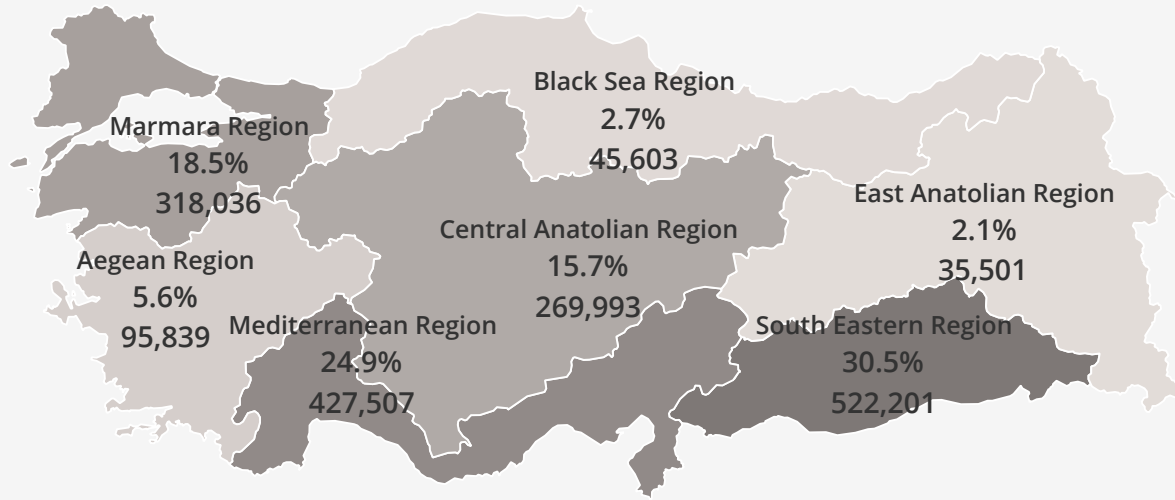 Black Sea Region
2.7%
45,603
Marmara Region
18.5%
318,036
East Anatolian Region
2.1%
35,501
Central Anatolian Region
15.7%
269,993
Aegean Region
5.6%
95,839
Mediterranean Region
24.9%
427,507
South Eastern Region
30.5%
522,201